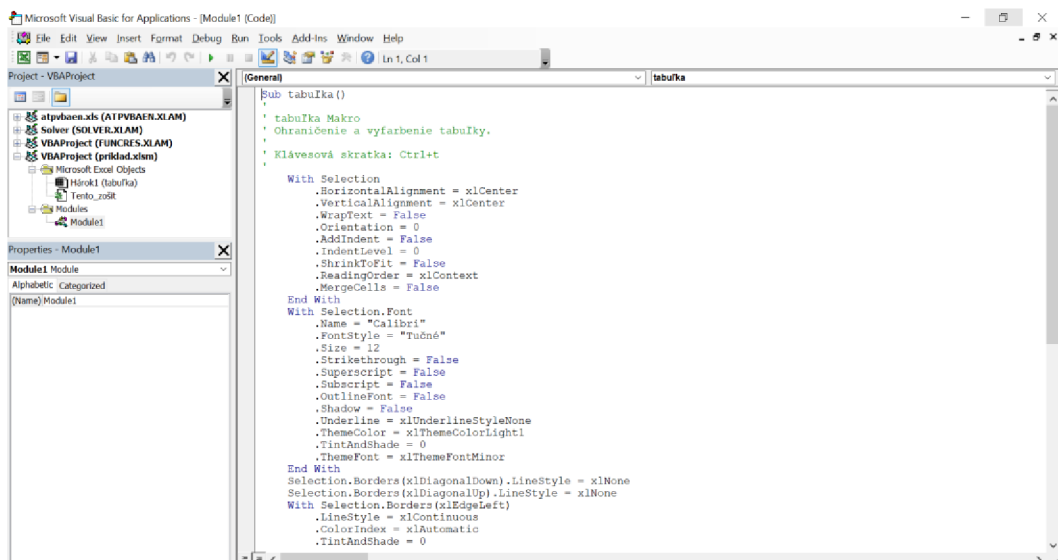 Microsoft Visual Basic for Applications - [Module1 (Code)]
File Edit View Insert Format Debug Run Tools Add-Ins Window Help
Ln 1, Col 1
Project - VBAProject
atpvbaen.xls (ATPVBAEN.XLAM)
Solver (SOLVER.XLAM)
VBAProject (FUNCRES.XLAM)
VBAProject (príklad.xlsm)
Microsoft Excel Objects
Hárok1 (tabuľka)
Tento_zošit
Modules
Module1
Properties - Module1
Module1 Module
Alphabetic Categorized
(Name) Module1
(General) tabuľka
Sub tabuľka()
'
' tabuľka Makro
' Ohraničenie a vyfarbenie tabuľky.
'
' Klávesová skratka: Ctrl+t
'
With Selection
.HorizontalAlignment = xlCenter
.VerticalAlignment = xlCenter
.WrapText = False
.Orientation = 0
.AddIndent = False
.IndentLevel = 0
.ShrinkToFit = False
.ReadingOrder = xlContext
.MergeCells = False
End With
With Selection.Font
.Name = "Calibri"
.FontStyle = "Tučné"
.Size = 12
.Strikethrough = False
.Superscript = False
.Subscript = False
.OutlineFont = False
.Shadow = False
.Underline = xlUnderlineStyleNone
.ThemeColor = xlThemeColorLight1
.TintAndShade = 0
.ThemeFont = xlThemeFontMinor
End With
Selection.Borders(xlDiagonalDown).LineStyle = xlNone
Selection.Borders(xlDiagonalUp).LineStyle = xlNone
With Selection.Borders(xlEdgeLeft)
.LineStyle = xlContinuous
.ColorIndex = xlAutomatic
.TintAndShade = 0